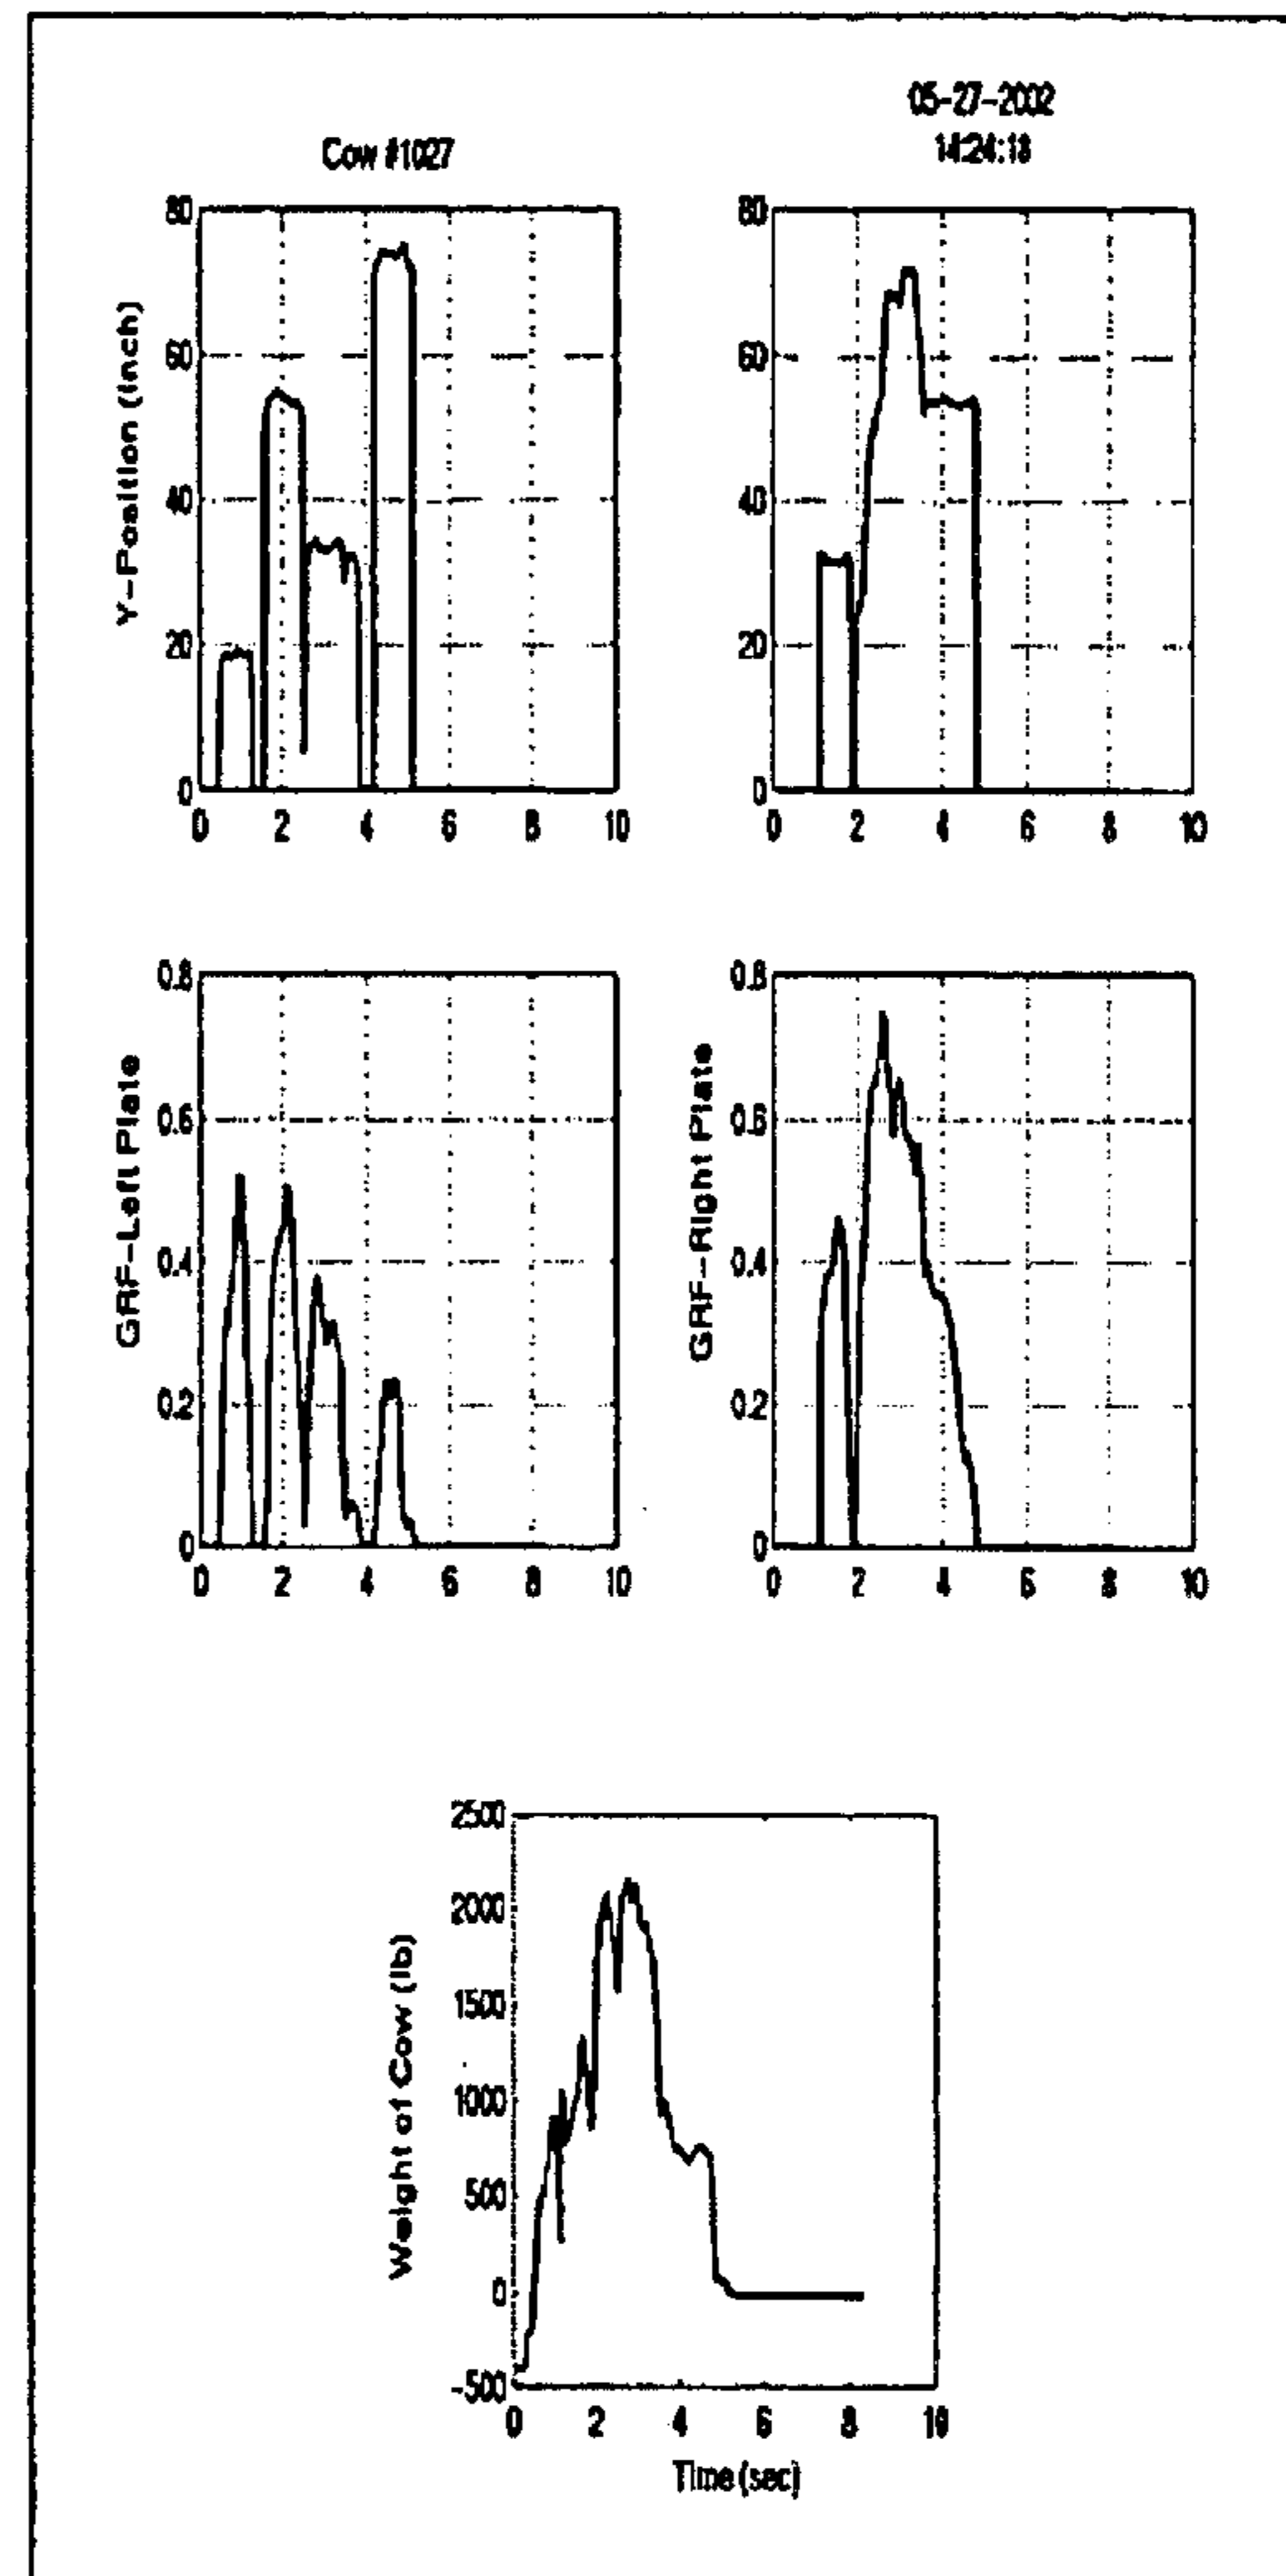 05-27-2002
Cow #1027
14:24:18
Y-Position (Inch)
80
60
40
20
0
0 2 4 6 8 10
80
60
40
20
0
0 2 4 6 8 10
GRF-Left Plate
0.8
0.6
0.4
0.2
0
0 2 4 6 8 10
GRF-Right Plate
0.8
0.6
0.4
0.2
0
0 2 4 6 8 10
Weight of Cow (lb)
2500
2000
1500
1000
500
0
-500
0 2 4 6 8 10
Time (sec)